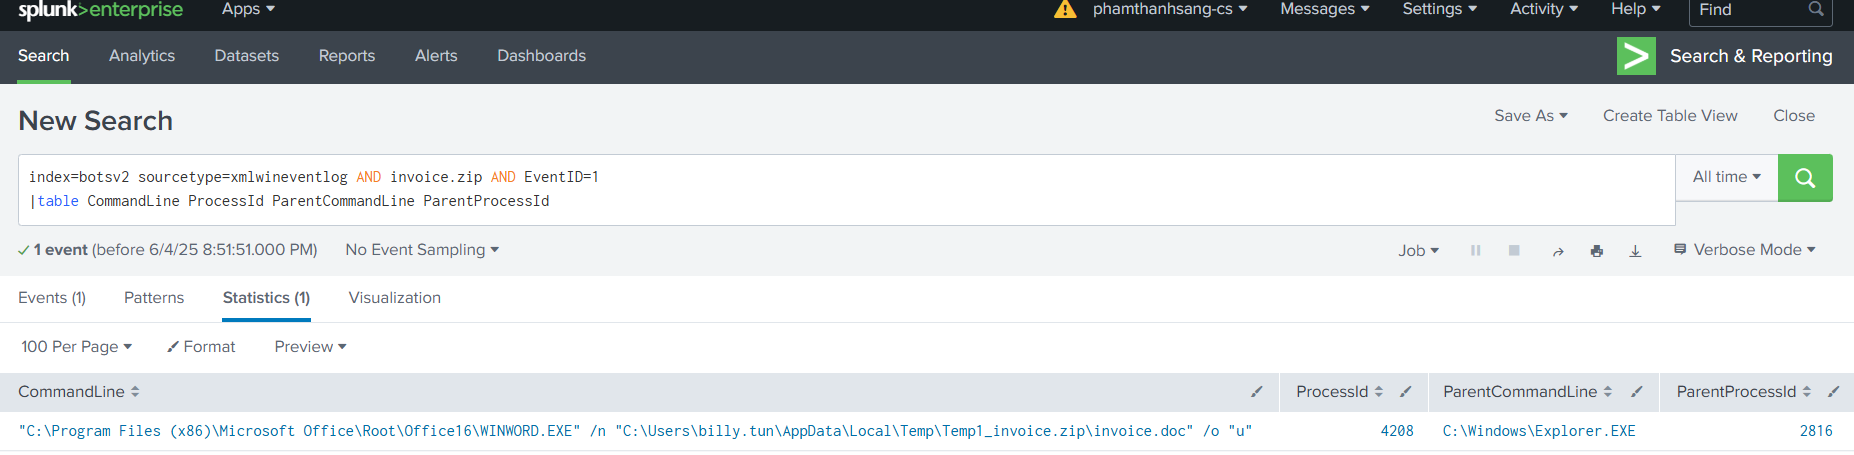 splunk>enterprise Apps phamthanhsang-cs Messages Settings Activity Help Find
Search Analytics Datasets Reports Alerts Dashboards Search & Reporting
New Search Save As Create Table View Close
index=botsv2 sourcetype=xmlwineventlog AND invoice.zip AND EventID=1 All time
|table CommandLine ProcessId ParentCommandLine ParentProcessId
1 event (before 6/4/25 8:51:51.000 PM) No Event Sampling Job Verbose Mode
Events (1) Patterns Statistics (1) Visualization
100 Per Page Format Preview
CommandLine ProcessId ParentCommandLine ParentProcessId
"C:\Program Files (x86)\Microsoft Office\Root\Office16\WINWORD.EXE" /n "C:\Users\billy.tun\AppData\Local\Temp\Temp1_invoice.zip\invoice.doc" /o "u" 4208 C:\Windows\Explorer.EXE 2816